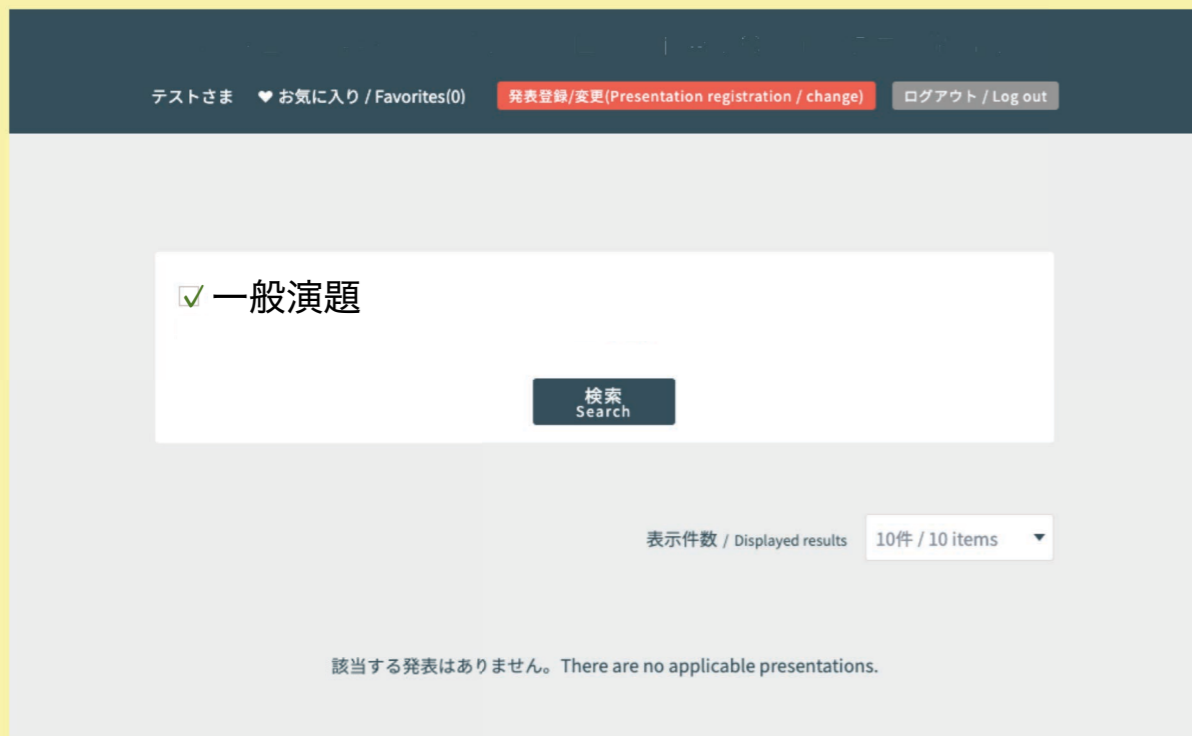 テストさま ♥ お気に入り / Favorites(0) 発表登録/変更(Presentation registration / change) ログアウト / Log out
一般演題
検索
Search
表示件数 / Displayed results 10件 / 10 items
該当する発表はありません。There are no applicable presentations.